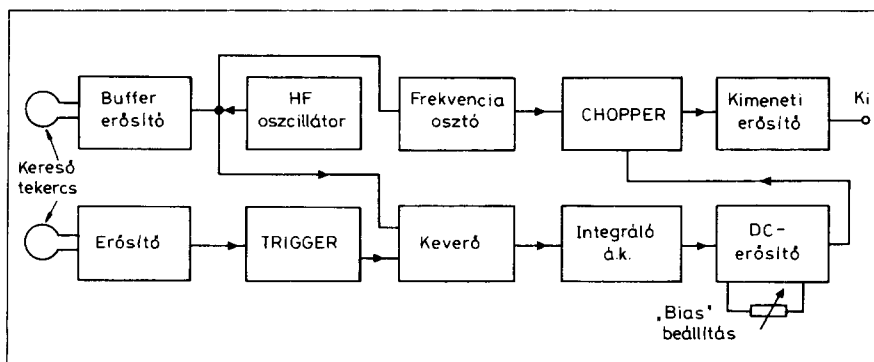 Buffer
erősítő
HF
oszcillátor
Frekvencia
osztó
CHOPPER
Kimeneti
erősítő
Ki
Kereső
tekercs
Erősítő
TRIGGER
Keverő
Integráló
á.k.
DC-
erősítő
„Bias”
beállítás